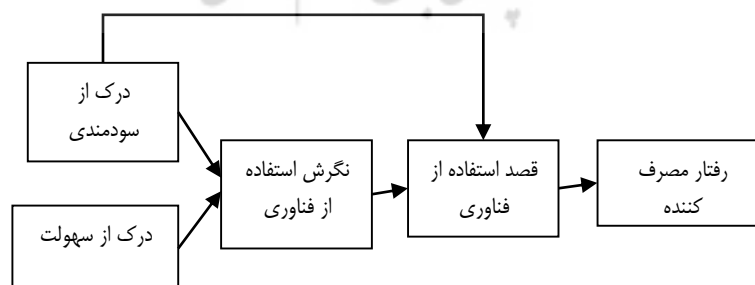 درک از
سودمندی
درک از سهولت
نگرش استفاده
از فناوری
قصد استفاده از
فناوری
رفتار مصرف
کننده